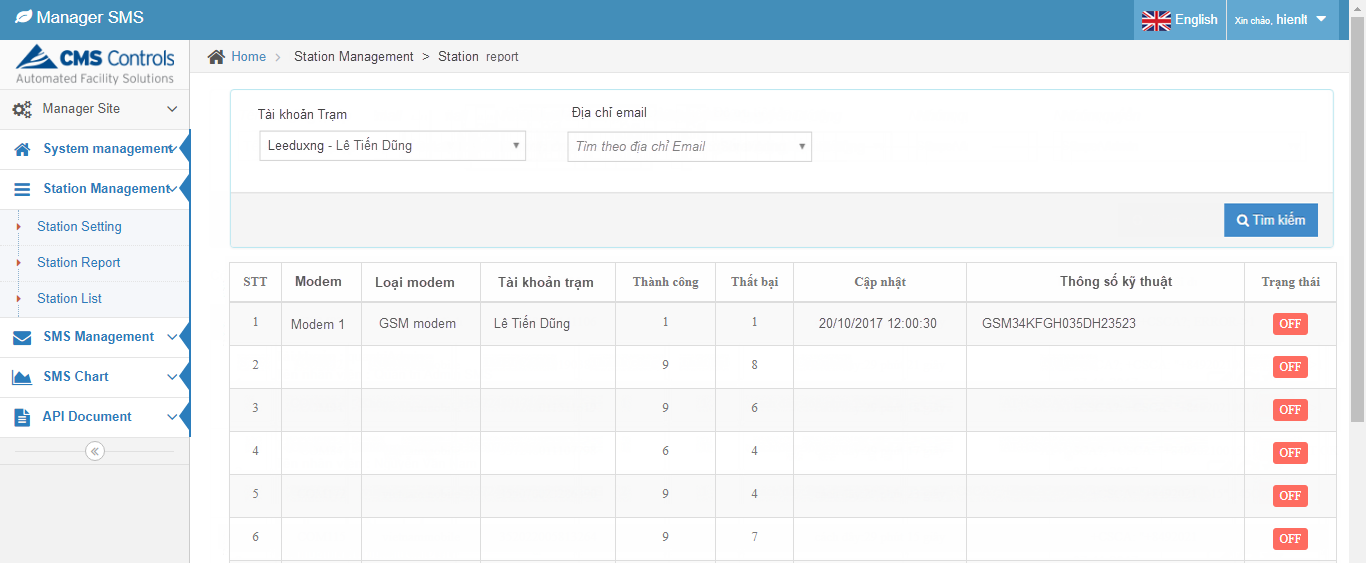 Manager SMS
English
Xin chào, hienlt
CMS Controls
Automated Facility Solutions
Home > Station Management > Station report
Manager Site
System management
Station Management
Station Setting
Station Report
Station List
SMS Management
SMS Chart
API Document
Tài khoản Trạm
Địa chỉ email
Leeduxng - Lê Tiến Dũng
Tìm theo địa chỉ Email
Tìm kiếm
STT Modem Loại modem Tài khoản trạm Thành công Thất bại Cập nhật Thông số kỹ thuật Trạng thái
1 Modem 1 GSM modem Lê Tiến Dũng 1 1 20/10/2017 12:00:30 GSM34KFGH035DH23523 OFF
2 9 8 OFF
3 9 6 OFF
4 6 4 OFF
5 9 4 OFF
6 9 7 OFF